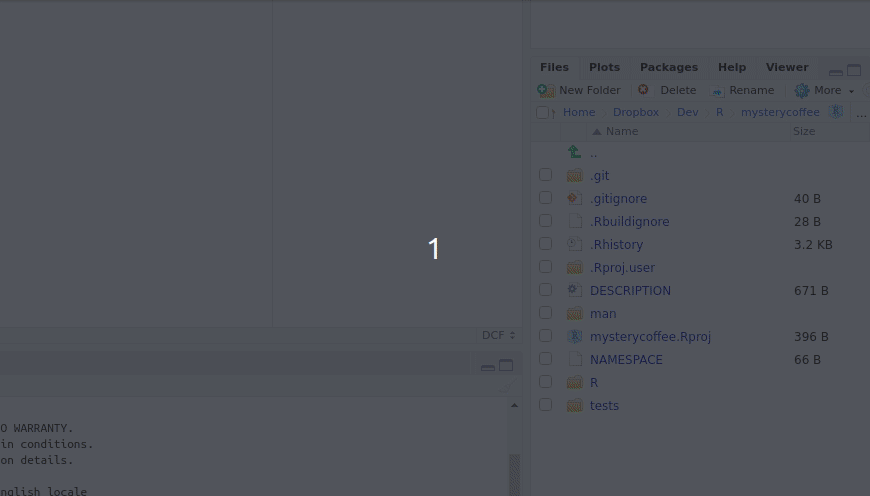 Files Plots Packages Help Viewer
New Folder Delete Rename More
Home Dropbox Dev R mysterycoffee ...
Name Size
..
.git
.gitignore 40 B
.Rbuildignore 28 B
.Rhistory 3.2 KB
.Rproj.user
1
DESCRIPTION 671 B
man
DCF
mysterycoffee.Rproj 396 B
NAMESPACE 66 B
R
tests
O WARRANTY.
in conditions.
on details.
nglish locale